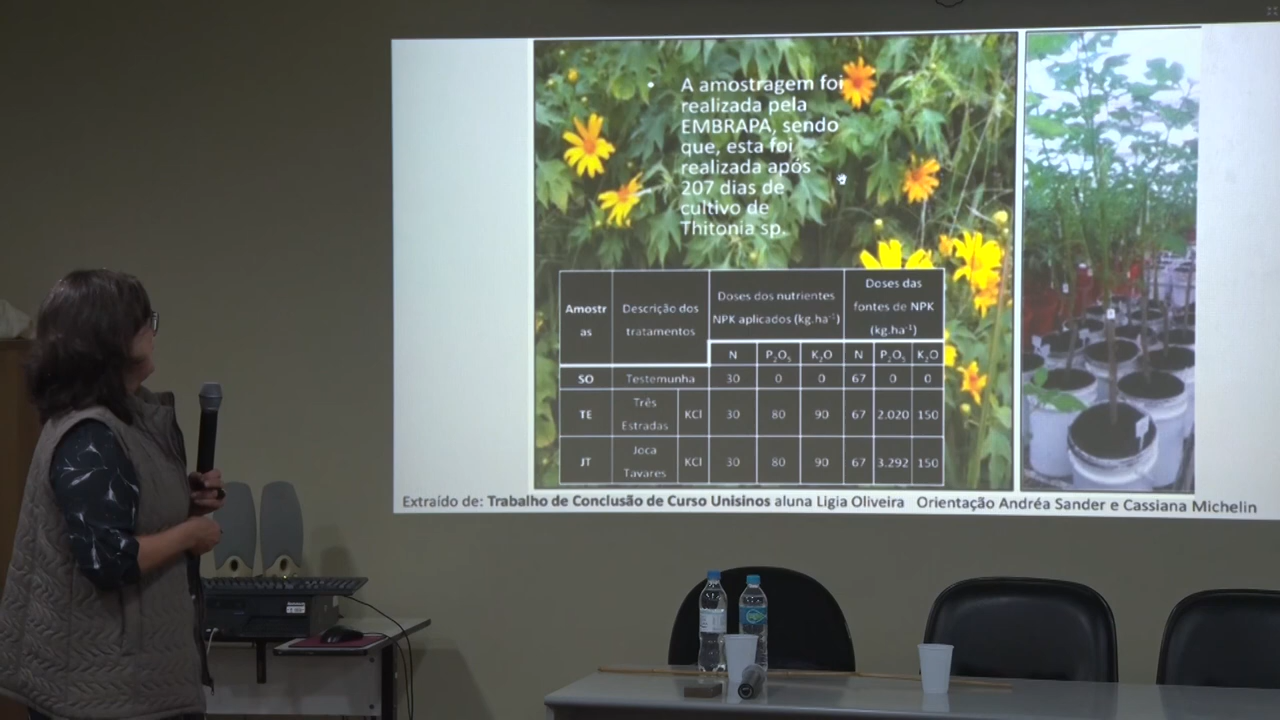 • A amostragem foi
realizada pela
EMBRAPA, sendo
que, esta foi
realizada após
207 dias de
cultivo de
Thitonia sp.
Amostr
as
Descrição dos
tratamentos
Doses dos nutrientes
NPK aplicados (kg.ha⁻¹)
Doses das
fontes de NPK
(kg.ha⁻¹)
N P₂O₅ K₂O N P₂O₅ K₂O
SO Testemunha 30 0 0 67 0 0
TE Três
Estradas KCl 30 80 90 67 2.020 150
JT Joca
Tavares KCl 30 80 90 67 3.292 150
Extraído de: Trabalho de Conclusão de Curso Unisinos aluna Ligia Oliveira Orientação Andréa Sander e Cassiana Michelin